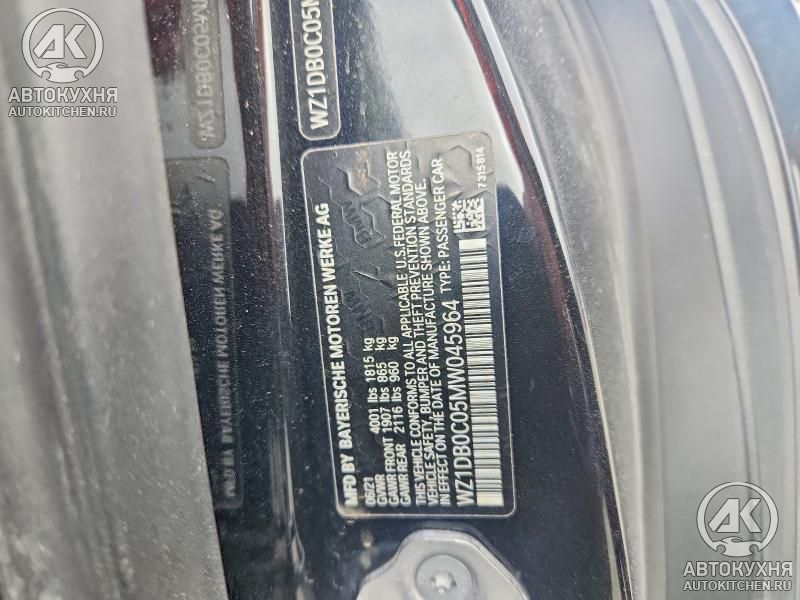 АВТОКУХНЯ
AUTOKITCHEN.RU
WZ1DB0C05M
MFD BY BAYERISCHE MOTOREN WERKE AG
06/21
GVWR 4001 lbs 1815 kg
GAWR FRONT 1907 lbs 865 kg
GAWR REAR 2116 lbs 960 kg
THIS VEHICLE CONFORMS TO ALL APPLICABLE U.S.FEDERAL MOTOR
VEHICLE SAFETY, BUMPER AND THEFT PREVENTION STANDARDS
IN EFFECT ON THE DATE OF MANUFACTURE SHOWN ABOVE.
WZ1DB0C05MW045964 TYPE: PASSENGER CAR
7 315 814
АВТОКУХНЯ
AUTOKITCHEN.RU